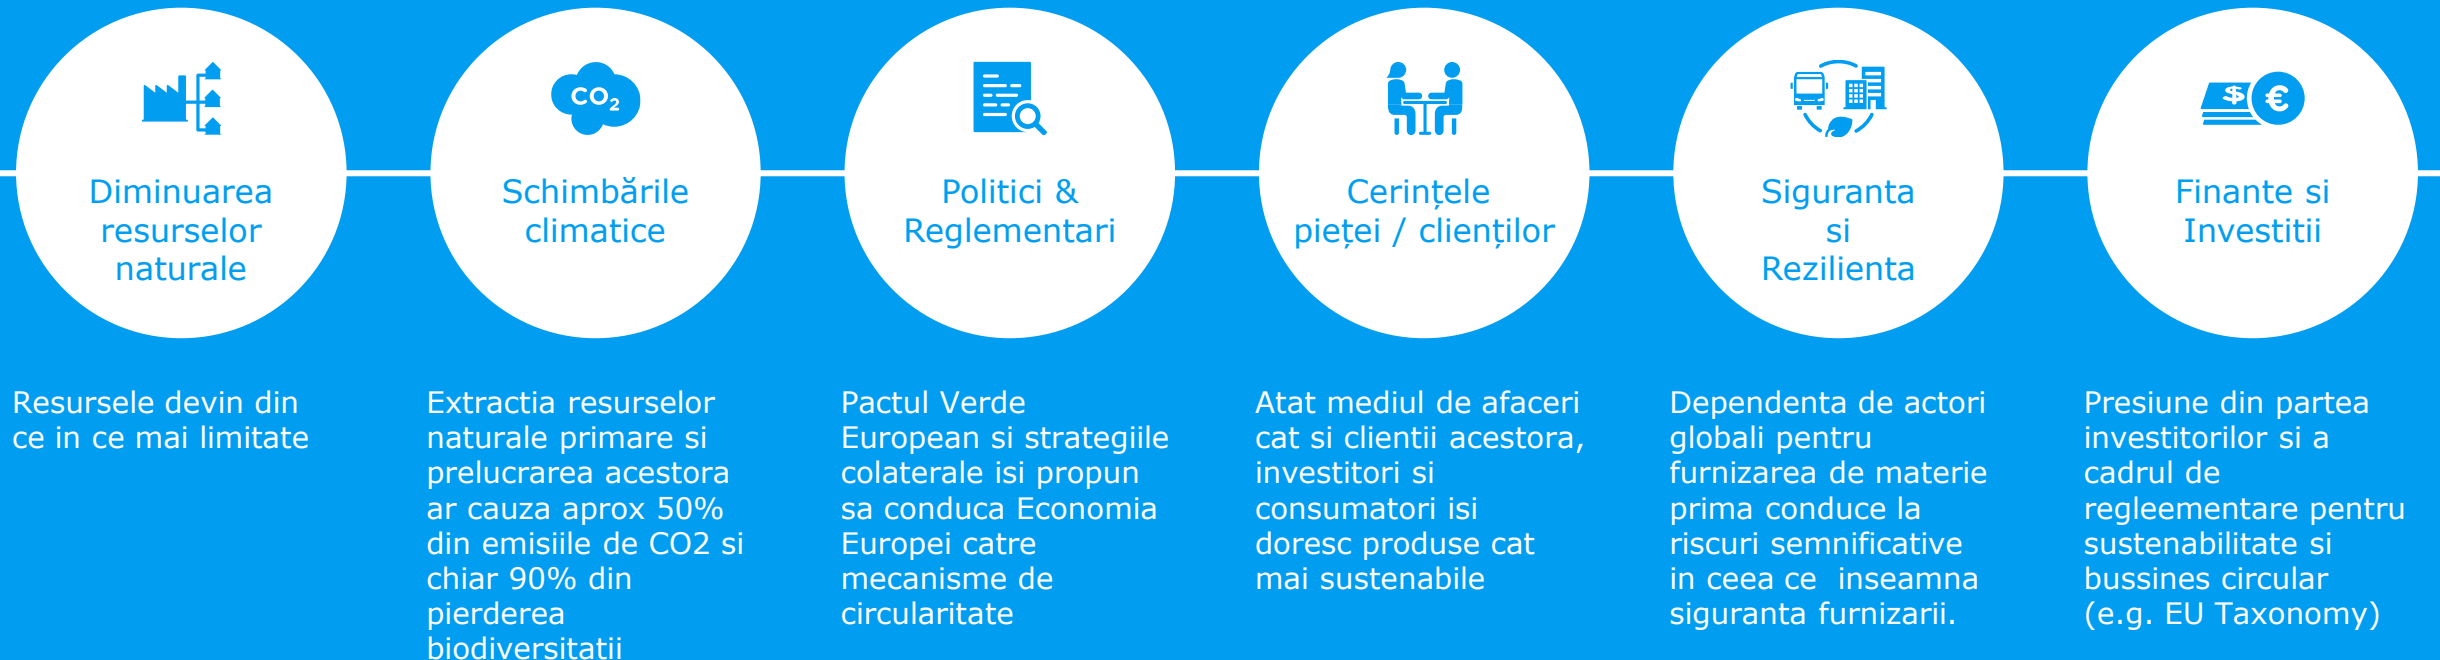 CO2
$
€
Diminuarea
resurselor
naturale
Schimbările
climatice
Politici &
Reglementari
Cerințele
pieței / clienților
Siguranta
si
Rezilienta
Finante si
Investitii
Resursele devin din
ce in ce mai limitate
Extractia resurselor
naturale primare si
prelucrarea acestora
ar cauza aprox 50%
din emisiile de CO2 si
chiar 90% din
pierderea
biodiversitatii
Pactul Verde
European si strategiile
colaterale isi propun
sa conduca Economia
Europei catre
mecanisme de
circularitate
Atat mediul de afaceri
cat si clientii acestora,
investitori si
consumatori isi
doresc produse cat
mai sustenabile
Dependenta de actori
globali pentru
furnizarea de materie
prima conduce la
riscuri semnificative
in ceea ce  inseamna
siguranta furnizarii.
Presiune din partea
investitorilor si a
cadrul de
regleementare pentru
sustenabilitate si
bussines circular
(e.g. EU Taxonomy)